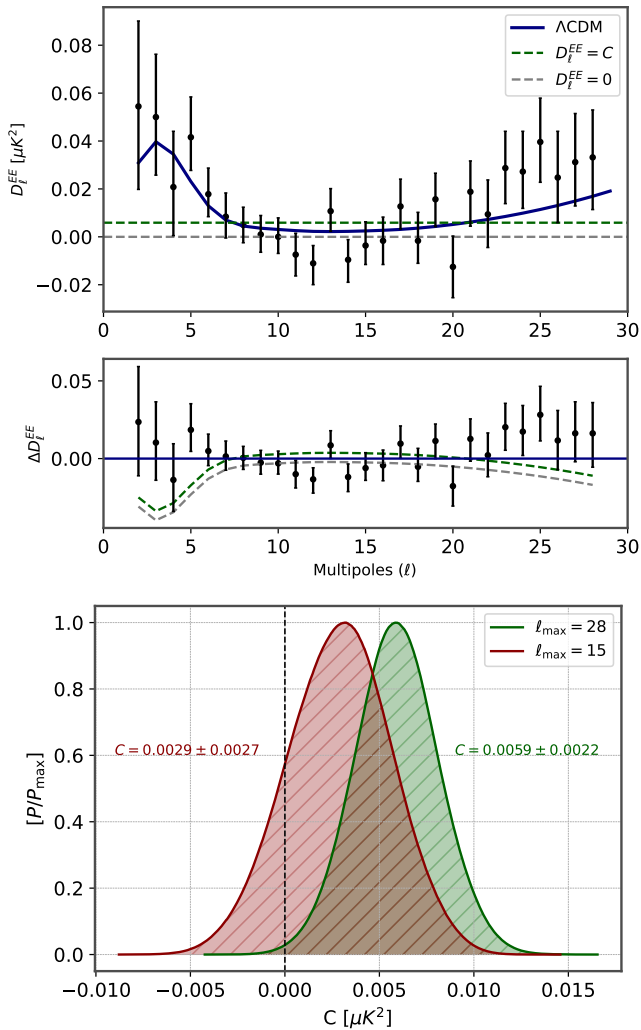 0.08
0.06
0.04
0.02
0.00
−0.02
D_ℓ^{EE} [μK²]
ΛCDM
D_ℓ^{EE} = C
D_ℓ^{EE} = 0
0 5 10 15 20 25 30
0.05
0.00
ΔD_ℓ^{EE}
0 5 10 15 20 25 30
Multipoles (ℓ)
1.0
0.8
0.6
0.4
0.2
0.0
[P/P_max]
ℓ_max = 28
ℓ_max = 15
C = 0.0029 ± 0.0027
C = 0.0059 ± 0.0022
−0.010 −0.005 0.000 0.005 0.010 0.015
C [μK²]